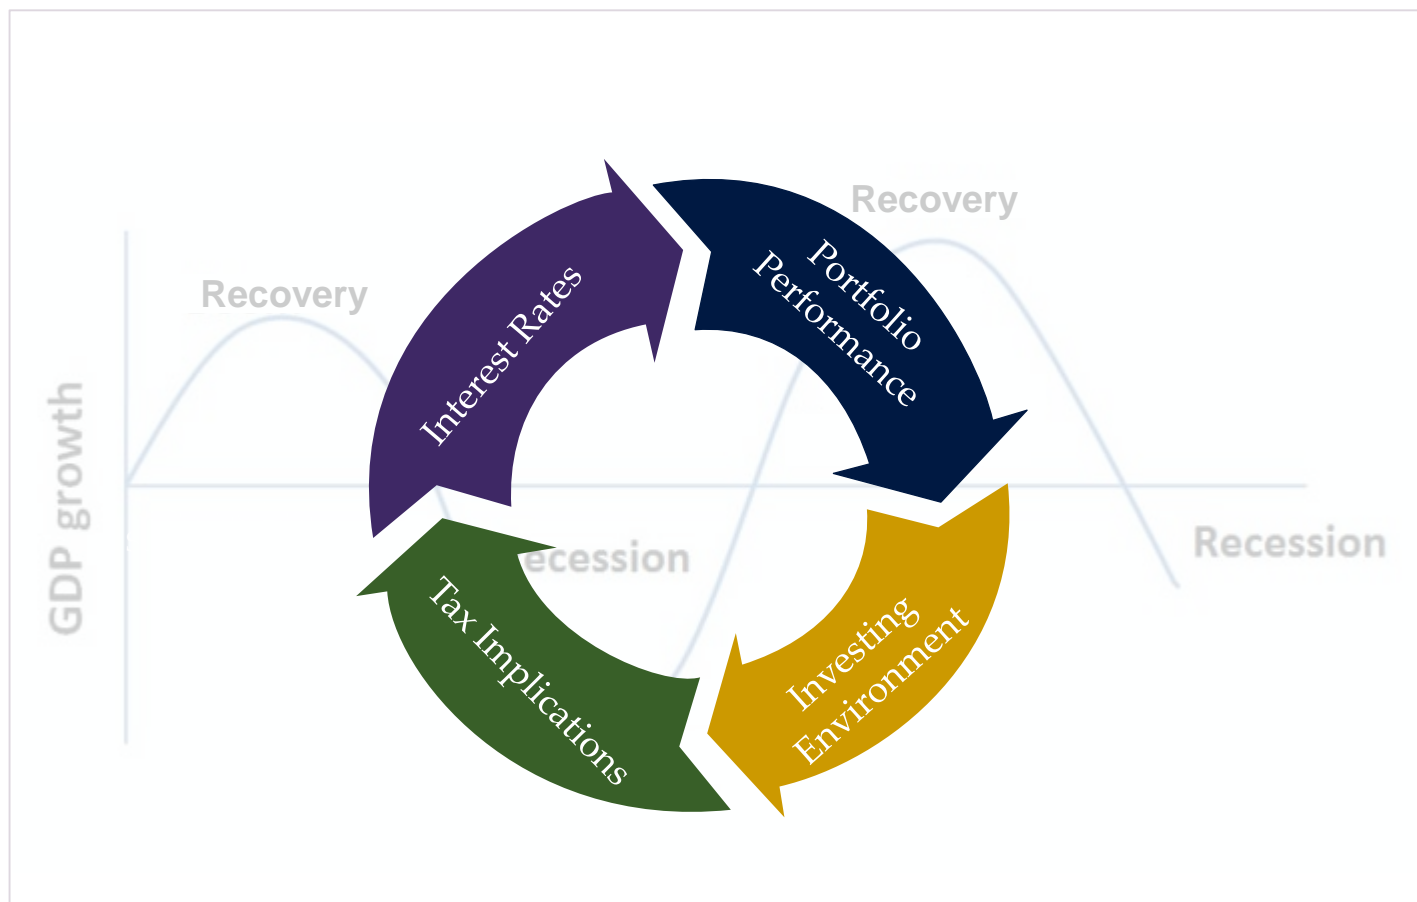 Recovery
Recovery
Portfolio
Performance
Interest Rates
GDP growth
ecession
Recession
Tax Implications
Investing
Environment